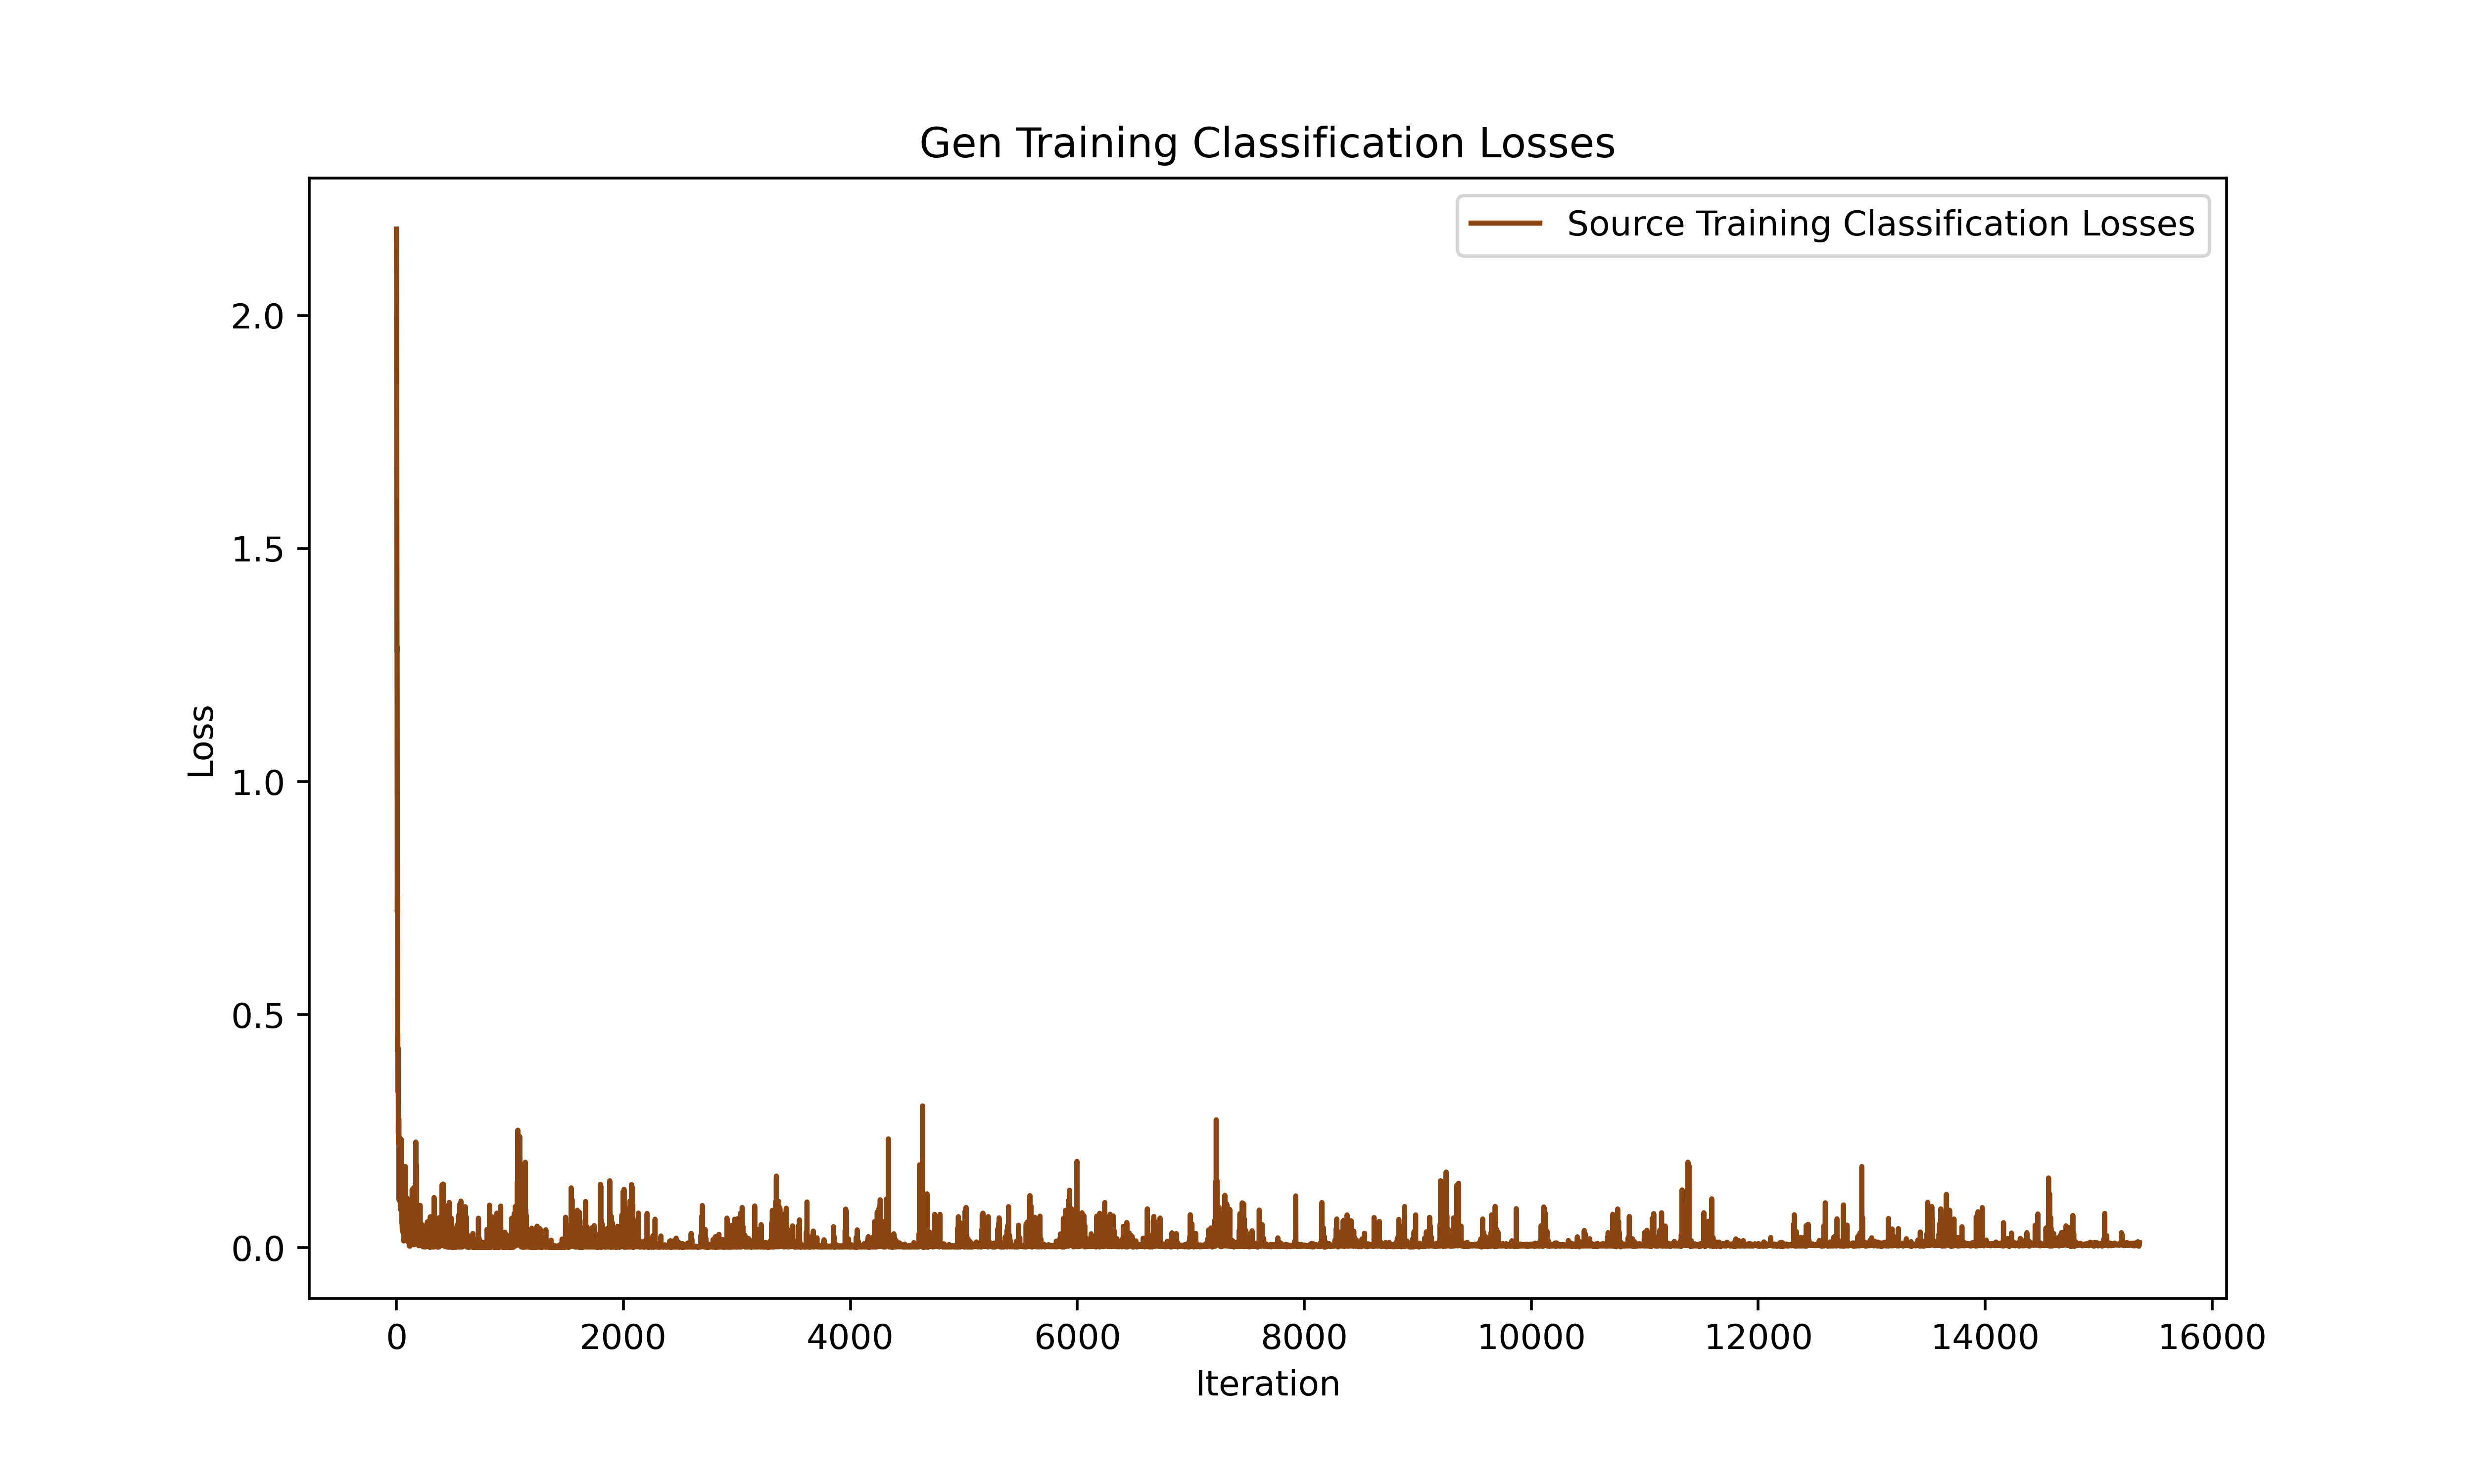 Gen Training Classification Losses
Source Training Classification Losses
2.0
1.5
1.0
0.5
0.0
Loss
0 2000 4000 6000 8000 10000 12000 14000 16000
Iteration